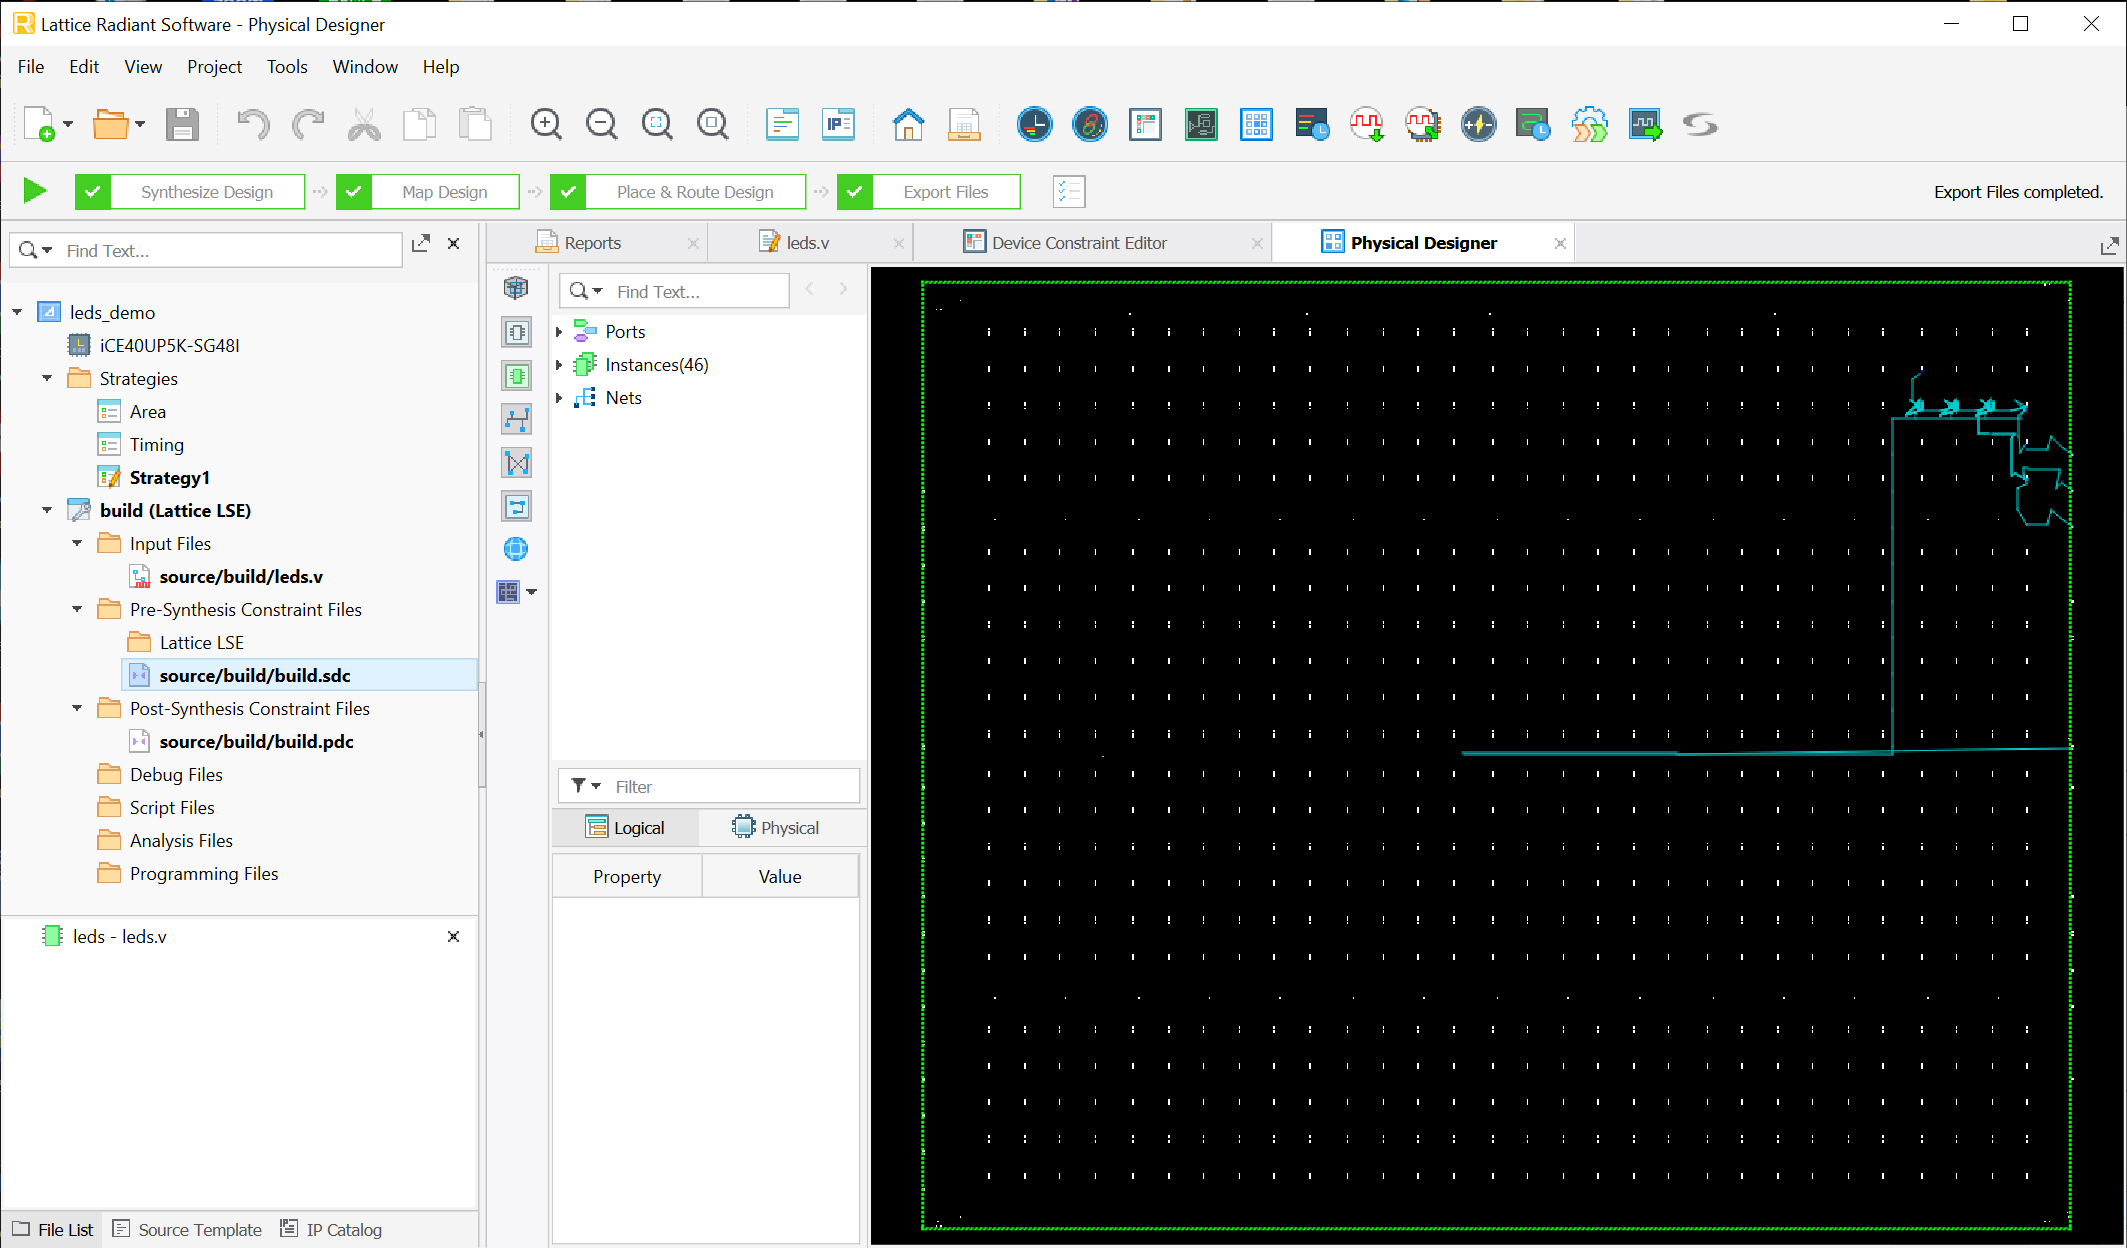 Lattice Radiant Software - Physical Designer
File Edit View Project Tools Window Help
IP
Synthesize Design Map Design Place & Route Design Export Files Export Files completed.
Find Text...
Reports leds.v Device Constraint Editor Physical Designer
Find Text...
leds_demo
iCE40UP5K-SG48I
Strategies
Area
Timing
Strategy1
build (Lattice LSE)
Input Files
source/build/leds.v
Pre-Synthesis Constraint Files
Lattice LSE
source/build/build.sdc
Post-Synthesis Constraint Files
source/build/build.pdc
Debug Files
Script Files
Analysis Files
Programming Files
leds - leds.v
File List Source Template IP Catalog
Ports
Instances(46)
Nets
Filter
Logical Physical
Property Value